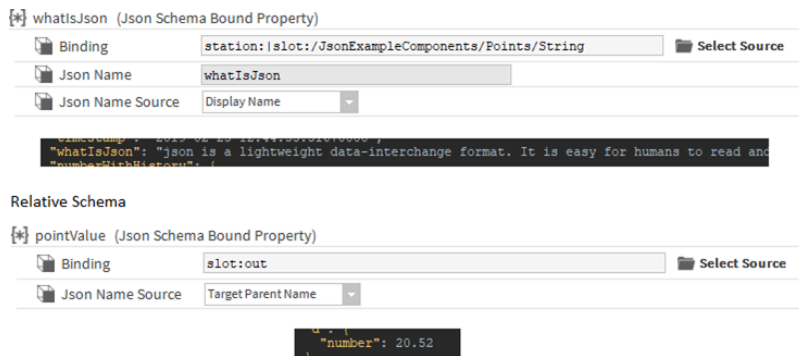 whatIsJson (Json Schema Bound Property)
Binding station:|slot:/JsonExampleComponents/Points/String Select Source
Json Name whatIsJson
Json Name Source Display Name
"whatIsJson": "json is a lightweight data-interchange format. It is easy for humans to read and
"numberWithHistory": {
Relative Schema
pointValue (Json Schema Bound Property)
Binding slot:out Select Source
Json Name Source Target Parent Name
"number": 20.52